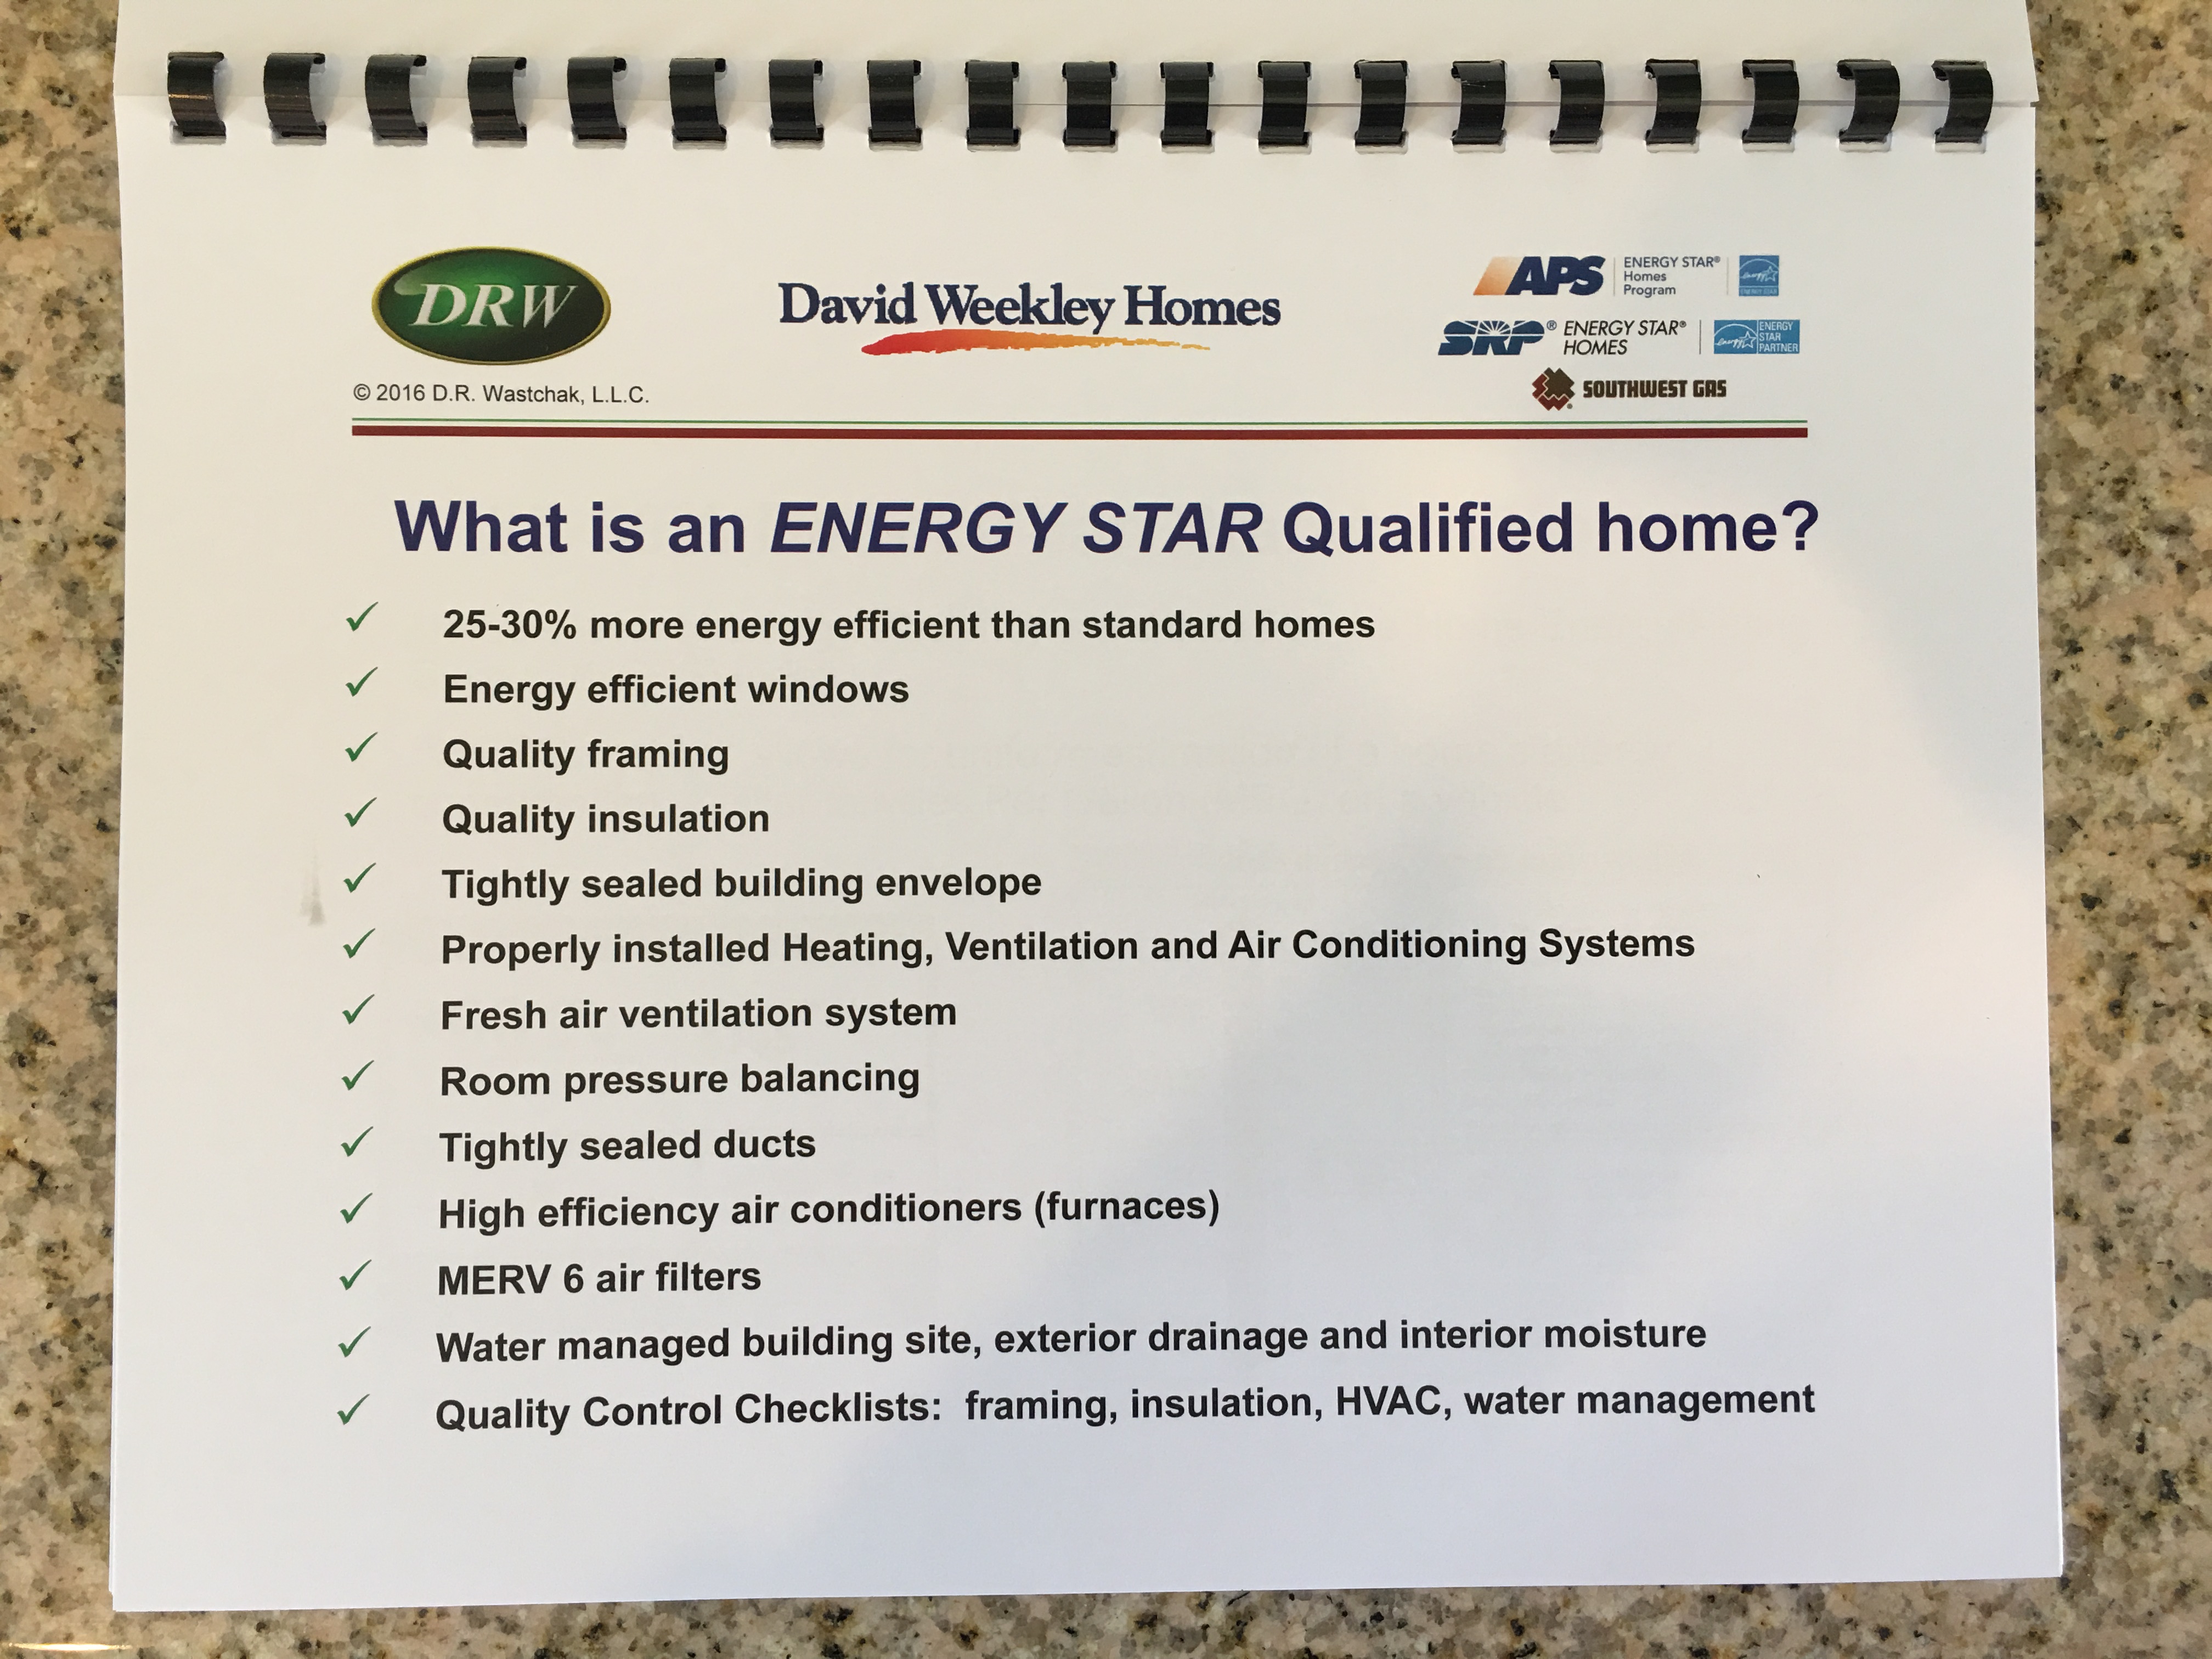 DRW
© 2016 D.R. Wastchak, L.L.C.
David Weekley Homes
APS
ENERGY STAR®
Homes
Program
ENERGY STAR
SRP®
ENERGY STAR®
HOMES
energy
ENERGY
STAR
PARTNER
SOUTHWEST GAS
What is an ENERGY STAR Qualified home?
✓ 25-30% more energy efficient than standard homes
✓ Energy efficient windows
✓ Quality framing
✓ Quality insulation
✓ Tightly sealed building envelope
✓ Properly installed Heating, Ventilation and Air Conditioning Systems
✓ Fresh air ventilation system
✓ Room pressure balancing
✓ Tightly sealed ducts
✓ High efficiency air conditioners (furnaces)
✓ MERV 6 air filters
✓ Water managed building site, exterior drainage and interior moisture
✓ Quality Control Checklists:  framing, insulation, HVAC, water management